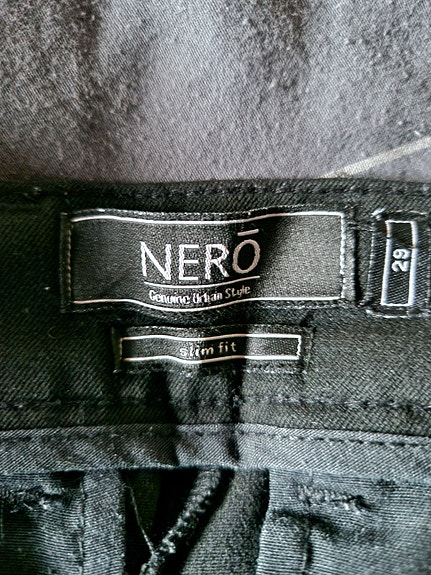 NERŌ
Genuine Urban Style
29
slim fit